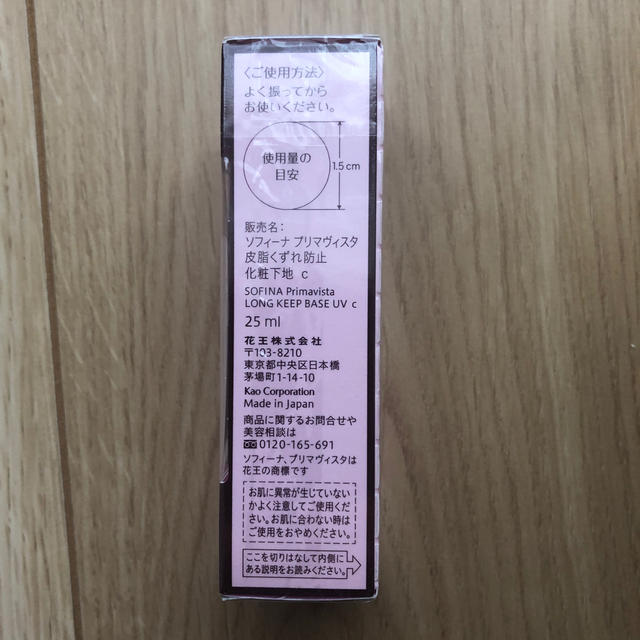 〈ご使用方法〉
よく振ってから
お使いください。
使用量の
目安
1.5cm
販売名：
ソフィーナ プリマヴィスタ
皮脂くずれ防止
化粧下地 c
SOFINA Primavista
LONG KEEP BASE UV c
25 ml
花王株式会社
〒103-8210
東京都中央区日本橋
茅場町1-14-10
Kao Corporation
Made in Japan
商品に関するお問合せや
美容相談は
0120-165-691
ソフィーナ、プリマヴィスタは
花王の商標です
お肌に異常が生じていない
かよく注意してご使用くだ
さい。お肌に合わない時は
ご使用をおやめください。
ここを切りはなして内側に
ある説明をお読みください。